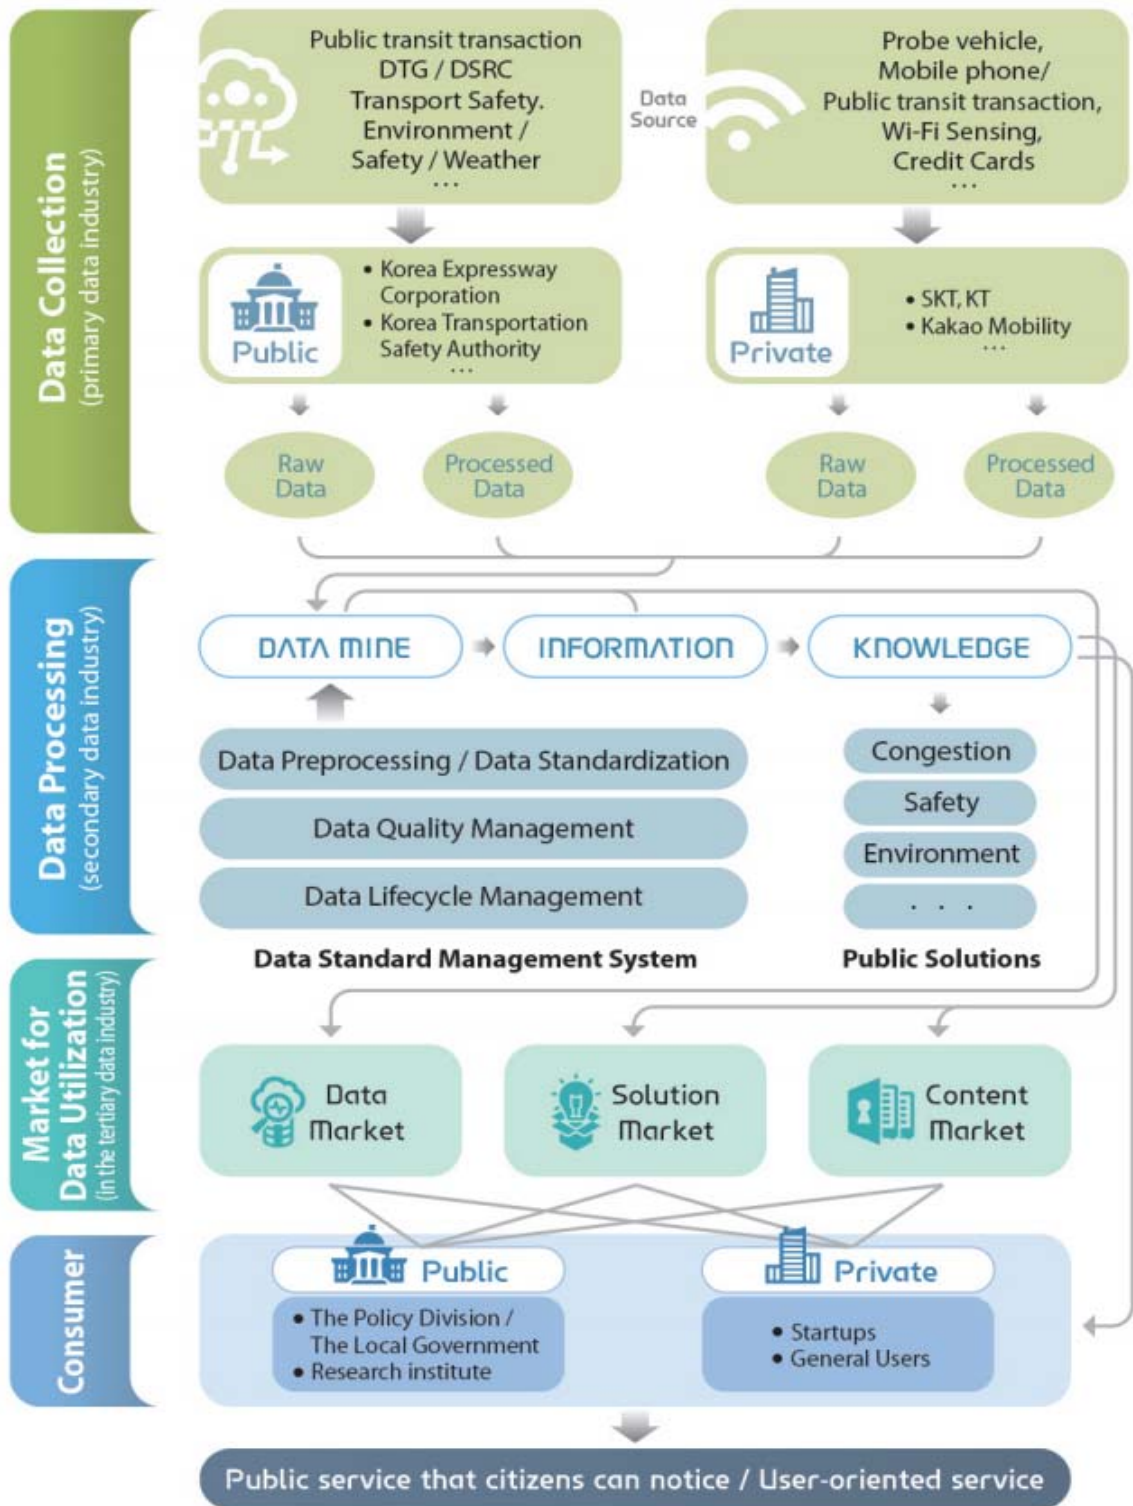 Data Collection
(primary data industry)
Public transit transaction
DTG / DSRC
Transport Safety.
Environment /
Safety / Weather
...
Data
Source
Probe vehicle,
Mobile phone/
Public transit transaction,
Wi-Fi Sensing,
Credit Cards
...
Public
• Korea Expressway
Corporation
• Korea Transportation
Safety Authority
...
Private
• SKT, KT
• Kakao Mobility
...
Raw
Data
Processed
Data
Raw
Data
Processed
Data
Data Processing
(secondary data industry)
DATA MINE
INFORMATION
KNOWLEDGE
Data Preprocessing / Data Standardization
Data Quality Management
Data Lifecycle Management
Data Standard Management System
Congestion
Safety
Environment
. . .
Public Solutions
Market for
Data Utilization
(in the tertiary data industry)
Data
Market
Solution
Market
Content
Market
Consumer
Public
• The Policy Division /
The Local Government
• Research institute
Private
• Startups
• General Users
Public service that citizens can notice / User-oriented service